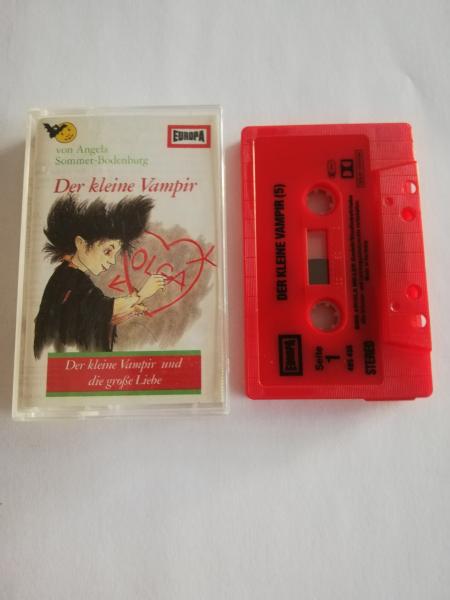 EUROPA
von Angela
Sommer-Bodenburg
Der kleine Vampir
OLGA
Der kleine Vampir und
die große Liebe
DER KLEINE VAMPIR (5)
EUROPA
Seite
1
STEREO